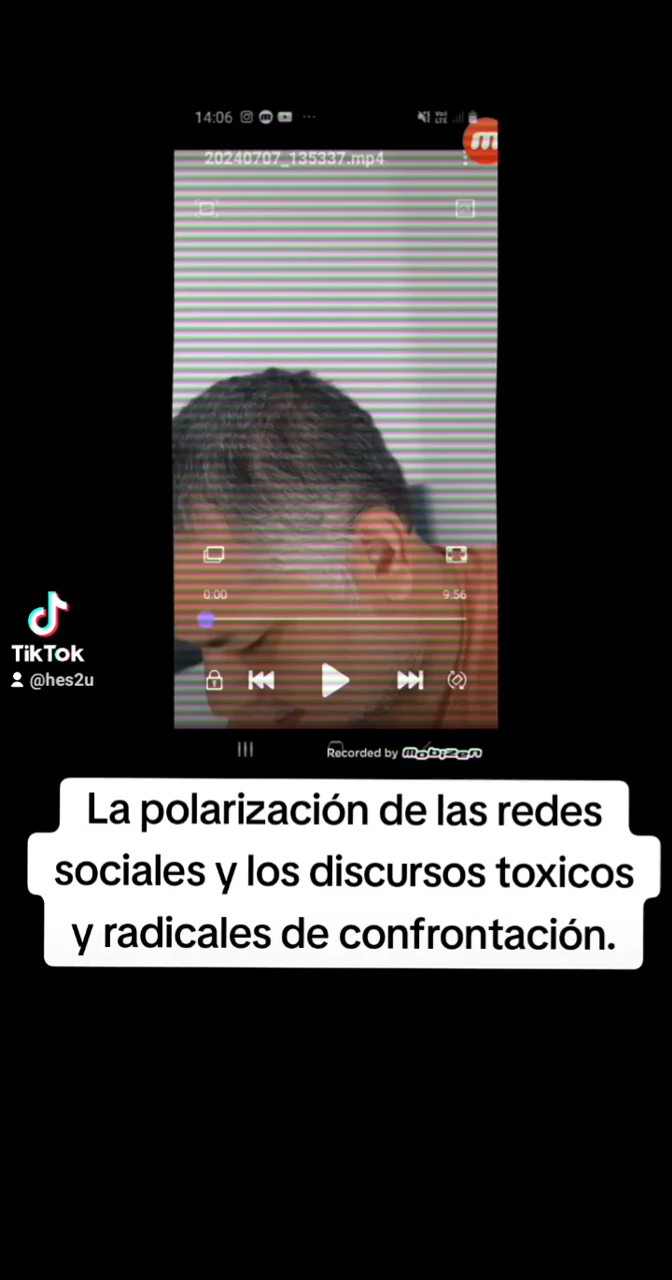 14:06
VoLTE
20240707_135337.mp4
0:00
9:56
TikTok
@hes2u
Recorded by Mobizen
La polarización de las redes
sociales y los discursos toxicos
y radicales de confrontación.